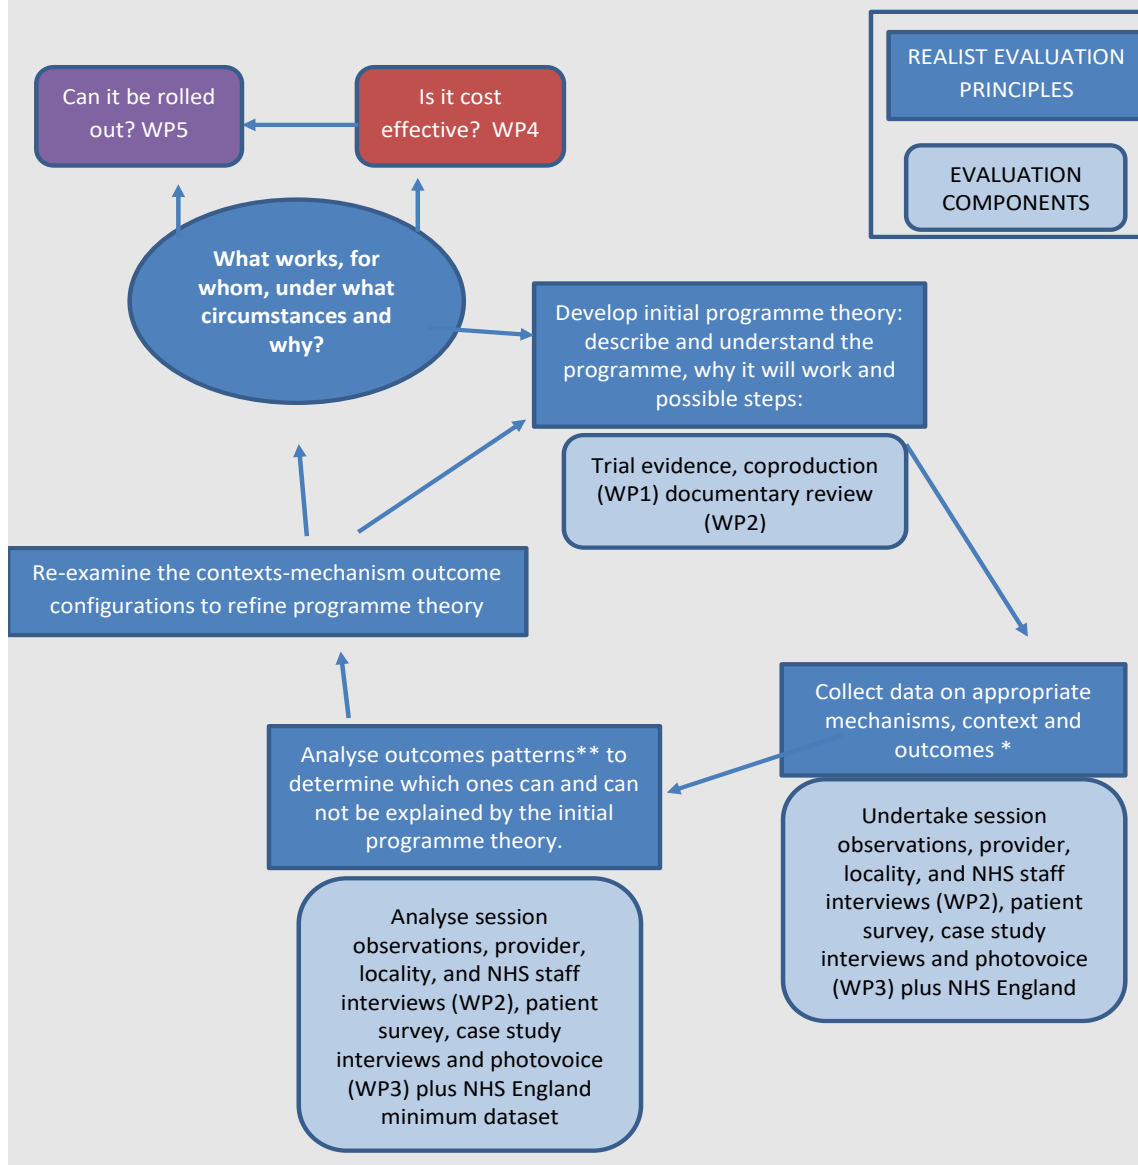 Can it be rolled
out? WP5
Is it cost
effective? WP4
REALIST EVALUATION
PRINCIPLES
EVALUATION
COMPONENTS
What works, for
whom, under what
circumstances and
why?
Develop initial programme theory:
describe and understand the
programme, why it will work and
possible steps:
Trial evidence, coproduction
(WP1) documentary review
(WP2)
Re-examine the contexts-mechanism outcome
configurations to refine programme theory
Collect data on appropriate
mechanisms, context and
outcomes *
Undertake session
observations, provider,
locality, and NHS staff
interviews (WP2), patient
survey, case study
interviews and photovoice
(WP3) plus NHS England
Analyse outcomes patterns** to
determine which ones can and can
not be explained by the initial
programme theory.
Analyse session
observations, provider,
locality, and NHS staff
interviews (WP2), patient
survey, case study
interviews and photovoice
(WP3) plus NHS England
minimum dataset